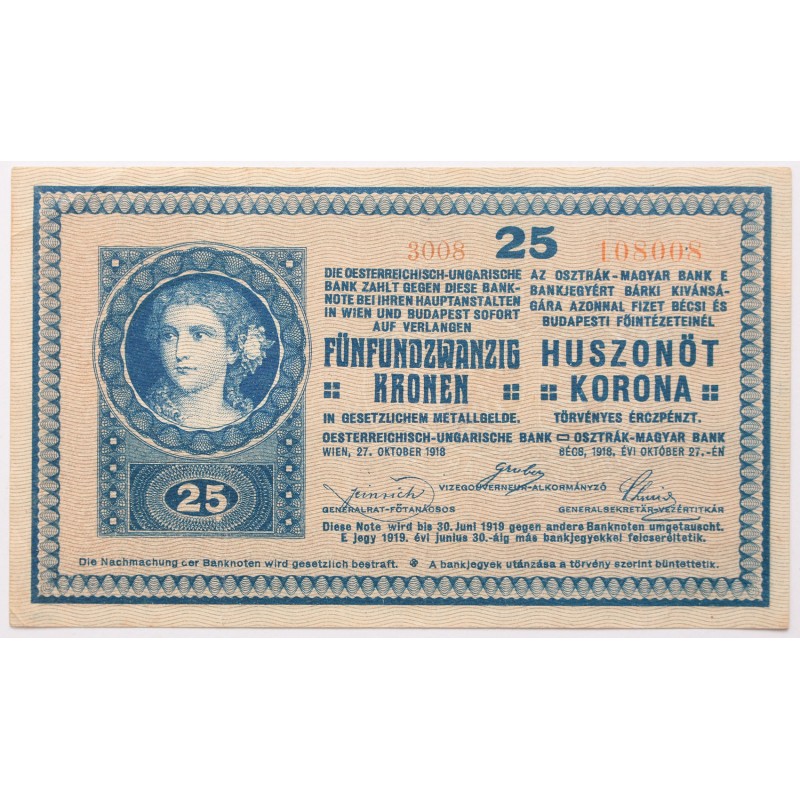 3008 25 108008
DIE OESTERREICHISCH-UNGARISCHE
BANK ZAHLT GEGEN DIESE BANK-
NOTE BEI IHREN HAUPTANSTALTEN
IN WIEN UND BUDAPEST SOFORT
AUF VERLANGEN
FÜNFUNDZWANZIG
KRONEN
IN GESETZLICHEM METALLGELDE.
OESTERREICHISCH-UNGARISCHE BANK
WIEN, 27. OKTOBER 1918
AZ OSZTRÁK-MAGYAR BANK E
BANKJEGYÉRT BÁRKI KIVÁNSÁ-
GÁRA AZONNAL FIZET BÉCSI ÉS
BUDAPESTI FŐINTÉZETEINÉL
HUSZONÖT
KORONA
TÖRVÉNYES ÉRCZPÉNZT.
OSZTRÁK-MAGYAR BANK
BÉCS, 1918. ÉVI OKTÓBER 27.-ÉN
Gruber
VIZEGOUVERNEUR-ALKORMÁNYZÓ
GENERALRAT-FŐTANÁCSOS
GENERALSEKRETÄR-VEZÉRTITKÁR
Diese Note wird bis 30. Juni 1919 gegen andere Banknoten umgetauscht.
E jegy 1919. évi junius 30.-áig más bankjegyekkel felcseréltetik.
25
Die Nachmachung der Banknoten wird gesetzlich bestraft. A bankjegyek utánzása a törvény szerint büntettetik.